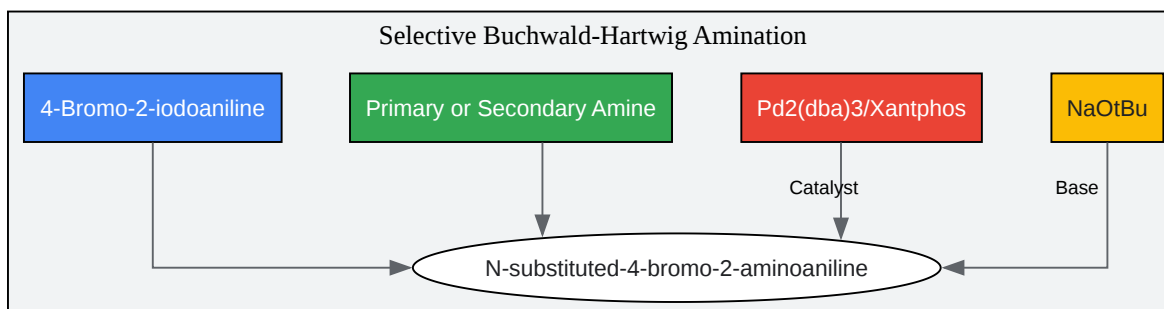 Selective Buchwald-Hartwig Amination
4-Bromo-2-iodoaniline
Primary or Secondary Amine
Pd2(dba)3/Xantphos
NaOtBu
Catalyst
Base
N-substituted-4-bromo-2-aminoaniline